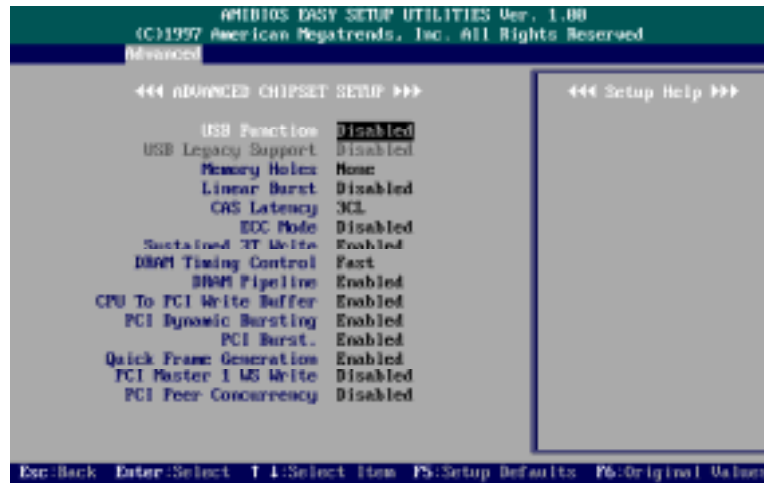 AMIBIOS EASY SETUP UTILITIES Ver. 1.00
(C)1997 American Megatrends, Inc. All Rights Reserved
Advanced
ADVANCED CHIPSET SETUP
Setup Help
USB Function Disabled
USB Legacy Support Disabled
Memory Holes None
Linear Burst Disabled
CAS Latency 3CL
ECC Mode Disabled
Sustained 3T Write Enabled
DRAM Timing Control Fast
DRAM Pipeline Enabled
CPU To PCI Write Buffer Enabled
PCI Dynamic Bursting Enabled
PCI Burst. Enabled
Quick Frame Generation Enabled
PCI Master 1 WS Write Disabled
PCI Peer Concurrency Disabled
Esc:Back Enter:Select ↑ ↓:Select Item F5:Setup Defaults F6:Original Values